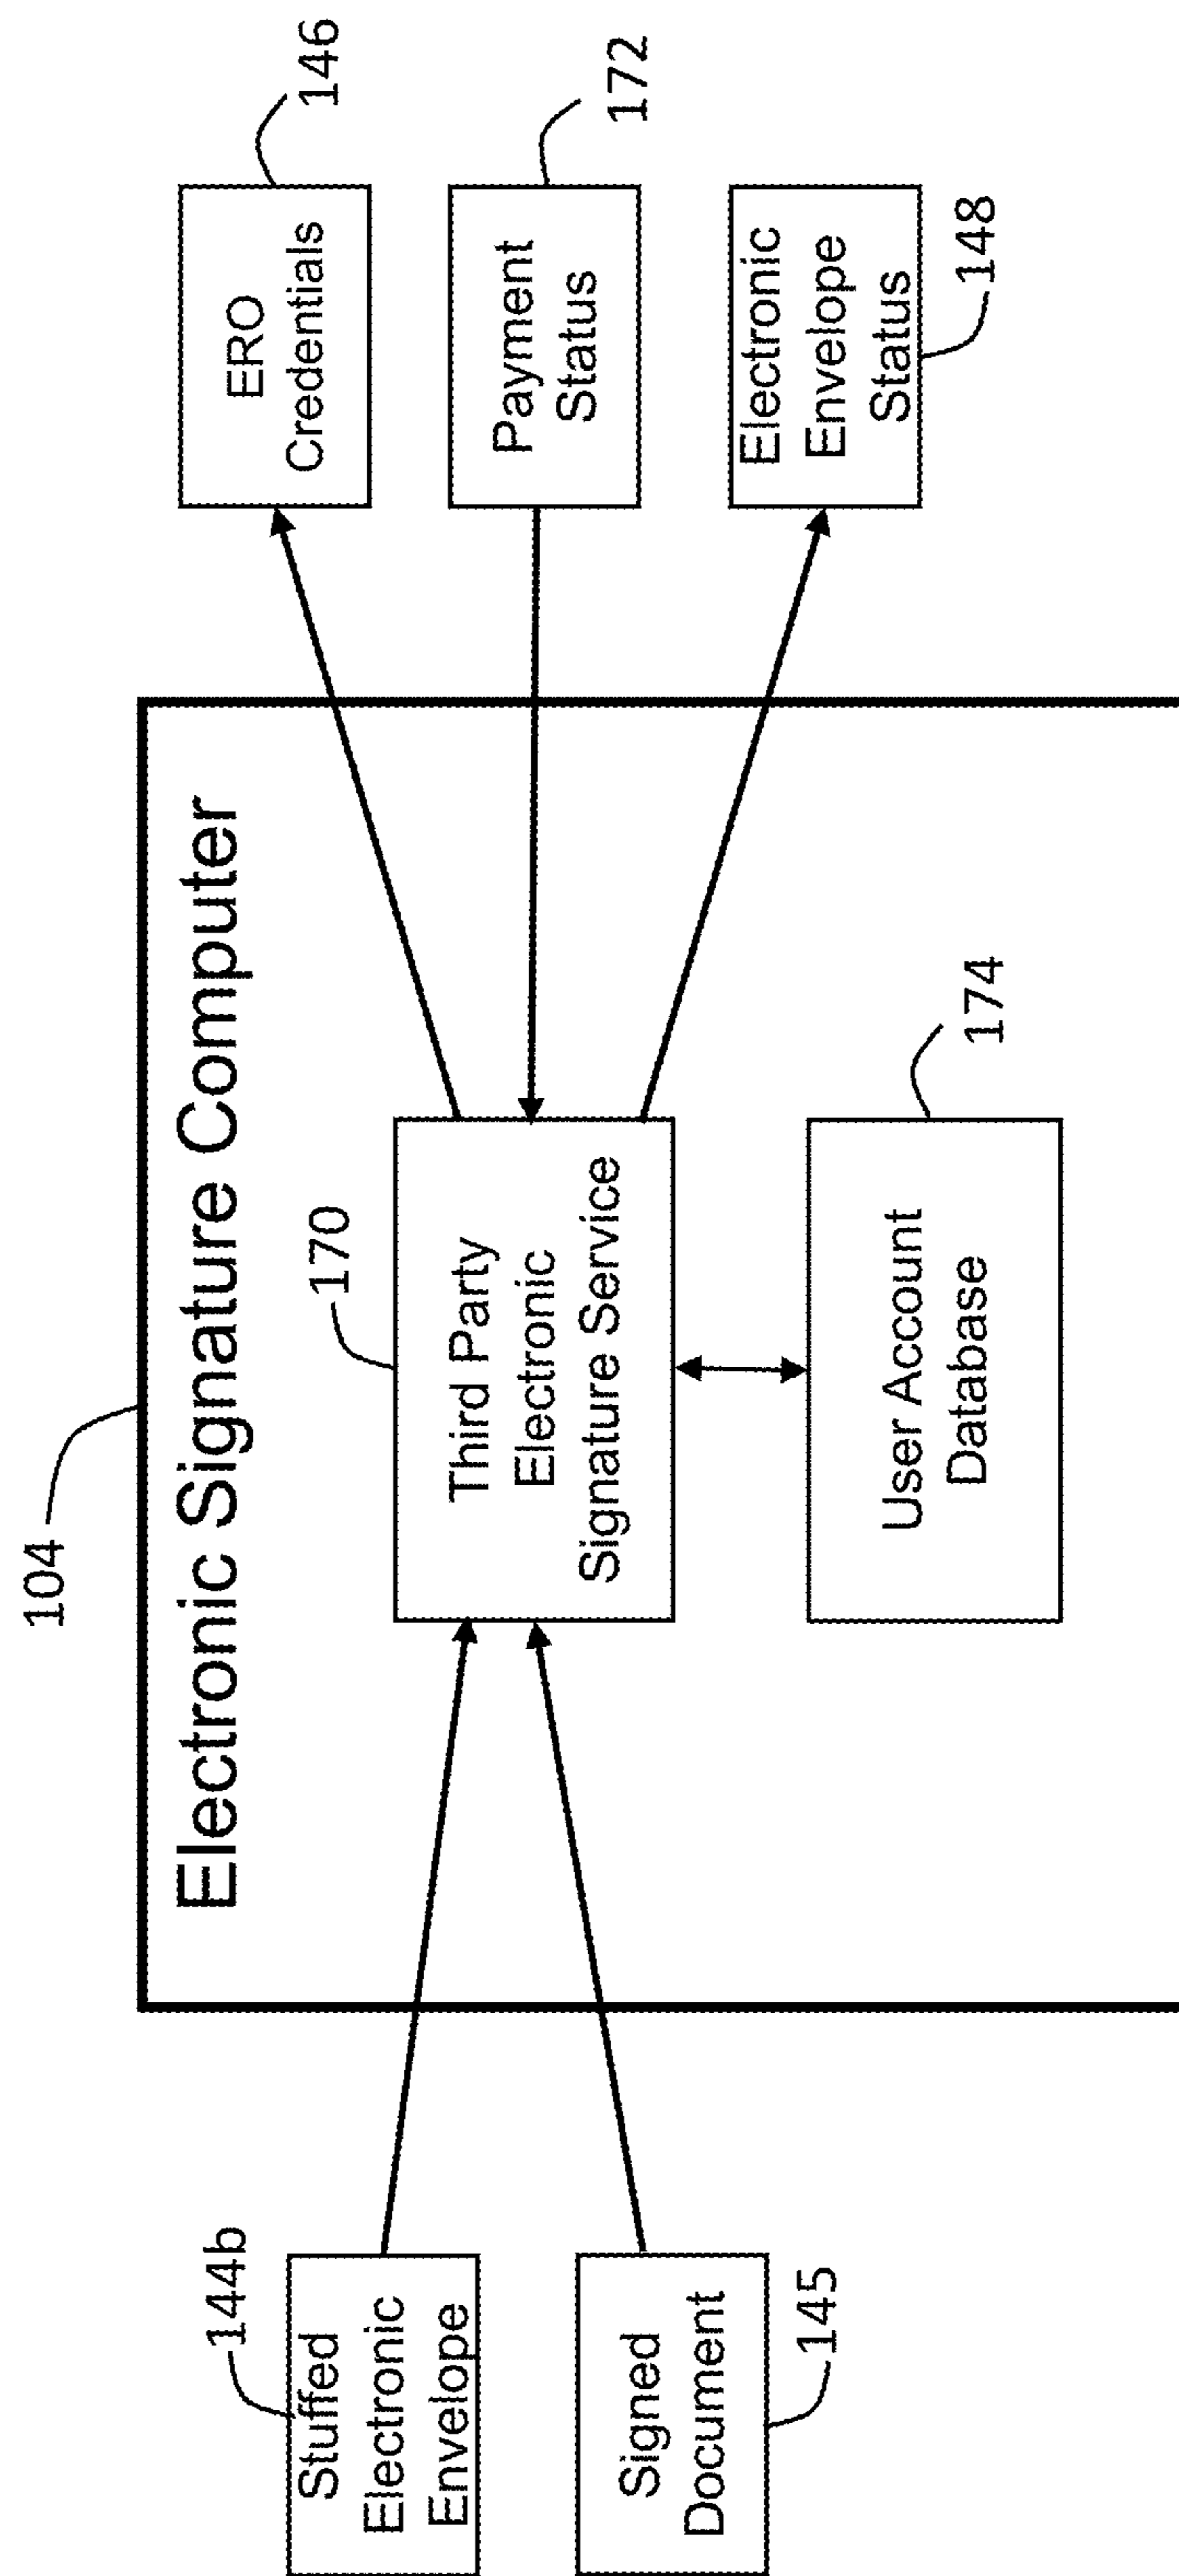 104
Electronic Signature Computer
144b
Stuffed
Electronic
Envelope
Signed
Document
145
170
Third Party
Electronic
Signature Service
User Account
Database
174
ERO
Credentials
146
Payment
Status
172
Electronic
Envelope
Status
148